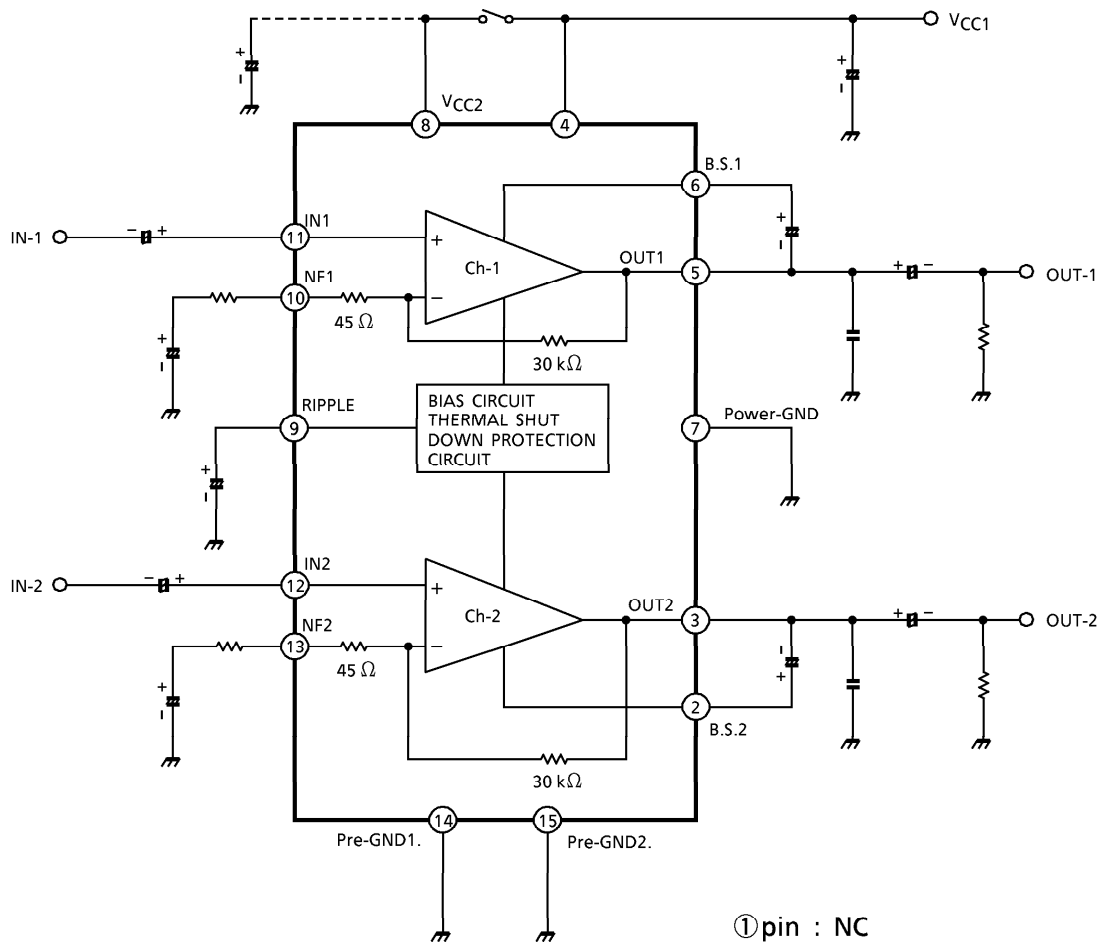 VCC1
VCC2
8
4
B.S.1
6
IN-1
− +
IN1
11
+
Ch-1
−
OUT1
5
+ −
OUT-1
NF1
10
45 Ω
30 kΩ
+
−
RIPPLE
9
BIAS CIRCUIT
THERMAL SHUT
DOWN PROTECTION
CIRCUIT
Power-GND
7
IN-2
− +
IN2
12
+
Ch-2
−
OUT2
3
+ −
OUT-2
NF2
13
45 Ω
2
B.S.2
30 kΩ
Pre-GND1.
14
15
Pre-GND2.
①pin : NC